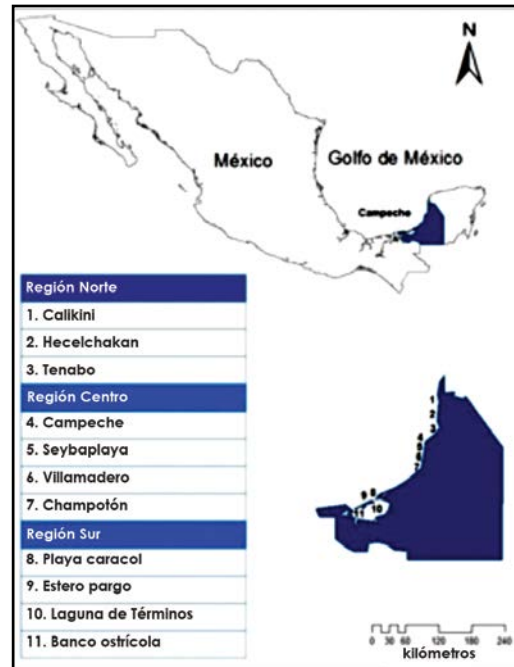 N
México
Golfo de México
Campeche
Región Norte
1. Calikini
2. Hecelchakan
3. Tenabo
Región Centro
4. Campeche
5. Seybaplaya
6. Villamadero
7. Champotón
Región Sur
8. Playa caracol
9. Estero pargo
10. Laguna de Términos
11. Banco ostrícola
1
2
3
4
5
6
7
9 8
11 10
0 30 60 120 180 240
kilómetros